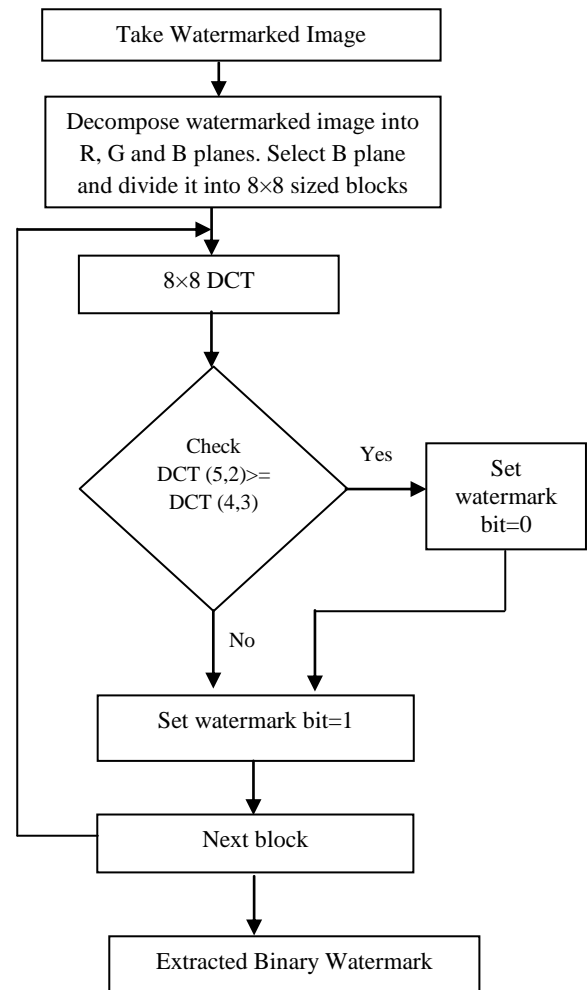 Take Watermarked Image
Decompose watermarked image into
R, G and B planes. Select B plane
and divide it into 8×8 sized blocks
8×8 DCT
Check
DCT (5,2)>=
DCT (4,3)
Yes
Set
watermark
bit=0
No
Set watermark bit=1
Next block
Extracted Binary Watermark